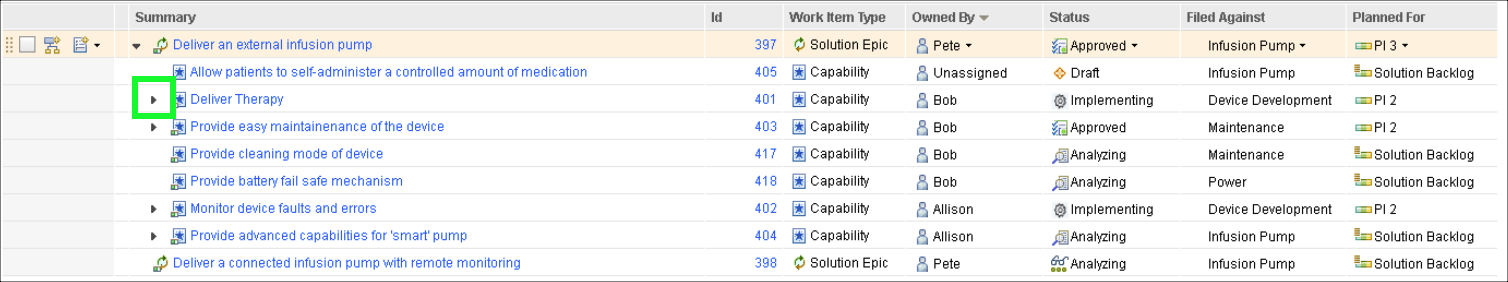 Summary Id Work Item Type Owned By Status Filed Against Planned For
Deliver an external infusion pump 397 Solution Epic Pete Approved Infusion Pump PI 3
Allow patients to self-administer a controlled amount of medication 405 Capability Unassigned Draft Infusion Pump Solution Backlog
Deliver Therapy 401 Capability Bob Implementing Device Development PI 2
Provide easy maintainenance of the device 403 Capability Bob Approved Maintenance PI 2
Provide cleaning mode of device 417 Capability Bob Analyzing Maintenance Solution Backlog
Provide battery fail safe mechanism 418 Capability Bob Analyzing Power Solution Backlog
Monitor device faults and errors 402 Capability Allison Implementing Device Development PI 2
Provide advanced capabilities for 'smart' pump 404 Capability Allison Analyzing Infusion Pump Solution Backlog
Deliver a connected infusion pump with remote monitoring 398 Solution Epic Pete Analyzing Infusion Pump Solution Backlog